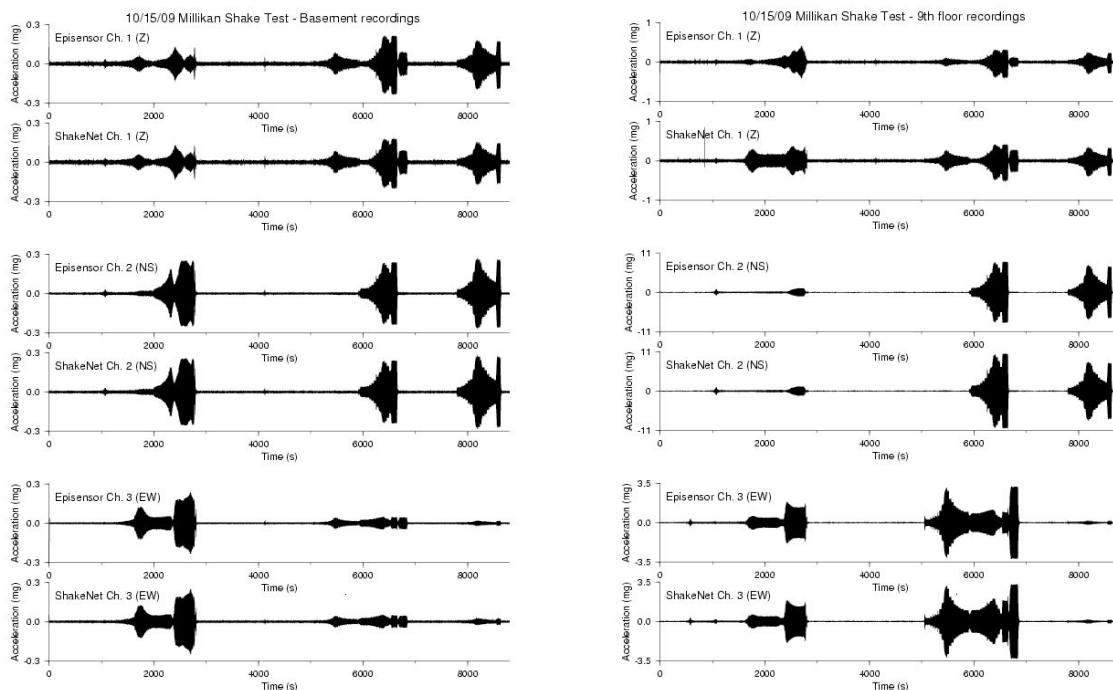 10/15/09 Millikan Shake Test - Basement recordings
Episensor Ch. 1 (Z)
Acceleration (mg)
0.3
0.0
-0.3
0 2000 4000 6000 8000
Time (s)
ShakeNet Ch. 1 (Z)
Acceleration (mg)
0.3
0.0
-0.3
0 2000 4000 6000 8000
Time (s)
Episensor Ch. 2 (NS)
Acceleration (mg)
0.3
0.0
-0.3
0 2000 4000 6000 8000
Time (s)
ShakeNet Ch. 2 (NS)
Acceleration (mg)
0.3
0.0
-0.3
0 2000 4000 6000 8000
Time (s)
Episensor Ch. 3 (EW)
Acceleration (mg)
0.3
0.0
-0.3
0 2000 4000 6000 8000
Time (s)
ShakeNet Ch. 3 (EW)
Acceleration (mg)
0.3
0.0
-0.3
0 2000 4000 6000 8000
Time (s)
10/15/09 Millikan Shake Test - 9th floor recordings
Episensor Ch. 1 (Z)
Acceleration (mg)
1
0
-1
0 2000 4000 6000 8000
Time (s)
ShakeNet Ch. 1 (Z)
Acceleration (mg)
1
0
-1
0 2000 4000 6000 8000
Time (s)
Episensor Ch. 2 (NS)
Acceleration (mg)
11
0
-11
0 2000 4000 6000 8000
Time (s)
ShakeNet Ch. 2 (NS)
Acceleration (mg)
11
0
-11
0 2000 4000 6000 8000
Time (s)
Episensor Ch. 3 (EW)
Acceleration (mg)
3.5
0.0
-3.5
0 2000 4000 6000 8000
Time (s)
ShakeNet Ch. 3 (EW)
Acceleration (mg)
3.5
0.0
-3.5
0 2000 4000 6000 8000
Time (s)